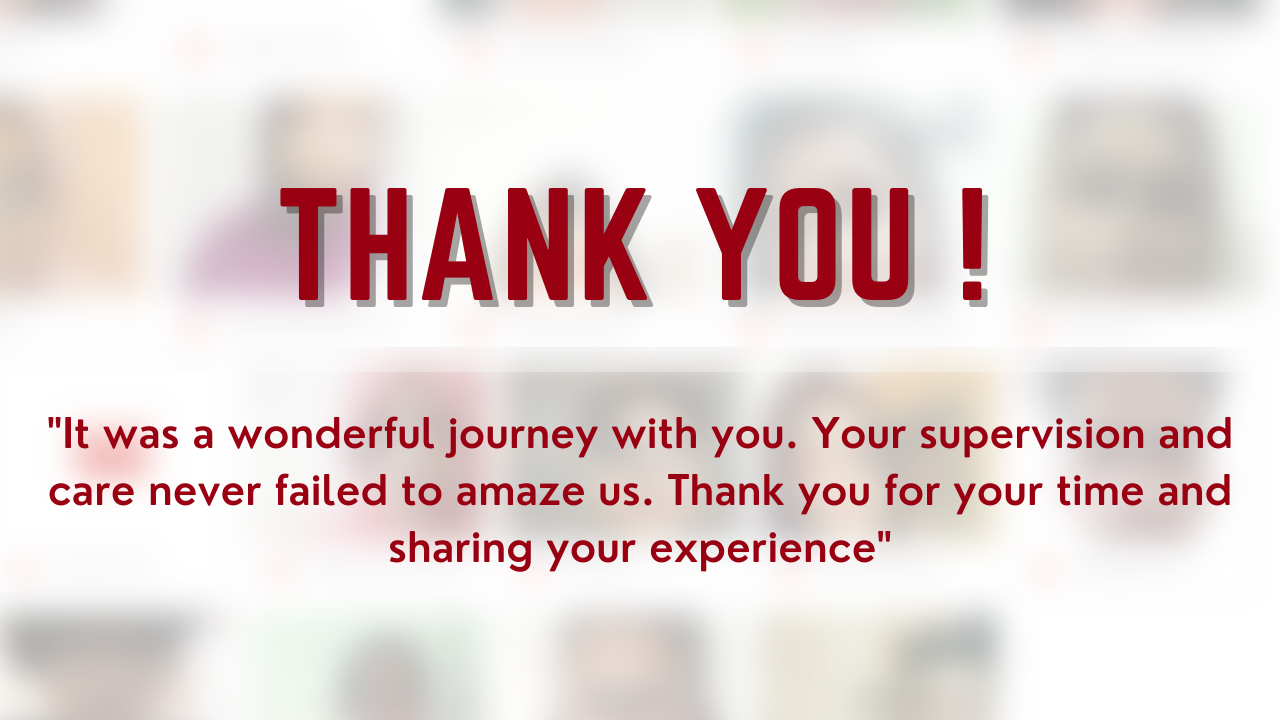 THANK YOU !
"It was a wonderful journey with you. Your supervision and
care never failed to amaze us. Thank you for your time and
sharing your experience"